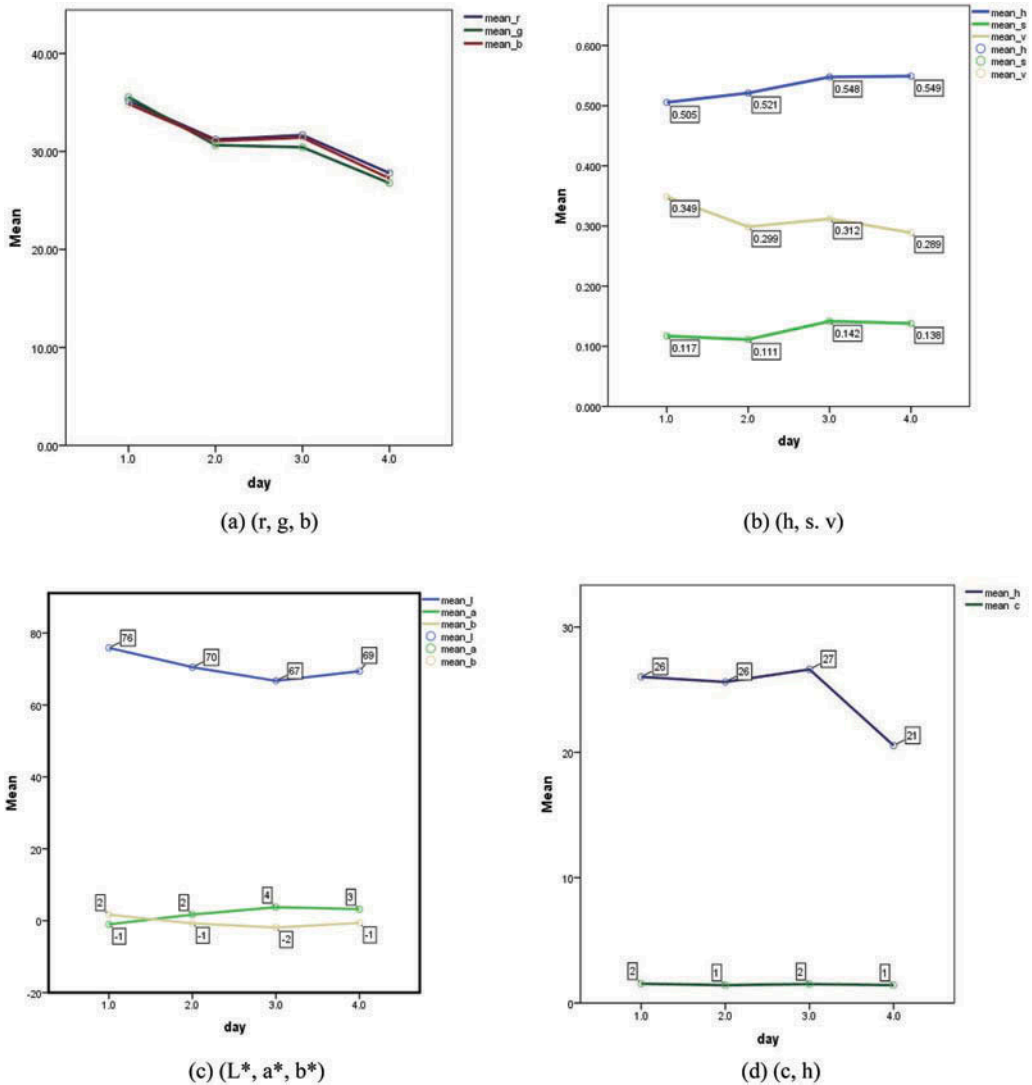 mean_r
mean_g
mean_b
40.00
30.00
20.00
10.00
0.00
Mean
1.0 2.0 3.0 4.0
day
(a) (r, g, b)
mean_h
mean_s
mean_v
mean_h
mean_s
mean_v
0.600
0.500
0.400
0.300
0.200
0.100
0.000
Mean
0.505 0.521 0.548 0.549
0.349 0.299 0.312 0.289
0.117 0.111 0.142 0.138
1.0 2.0 3.0 4.0
day
(b) (h, s. v)
mean_l
mean_a
mean_b
mean_l
mean_a
mean_b
80
60
40
20
0
-20
Mean
76 70 67 69
2 2 4 3
-1 -1 -2 -1
1.0 2.0 3.0 4.0
day
(c) (L*, a*, b*)
mean_h
mean c
30
20
10
0
Mean
26 26 27 21
2 1 2 1
1.0 2.0 3.0 4.0
day
(d) (c, h)